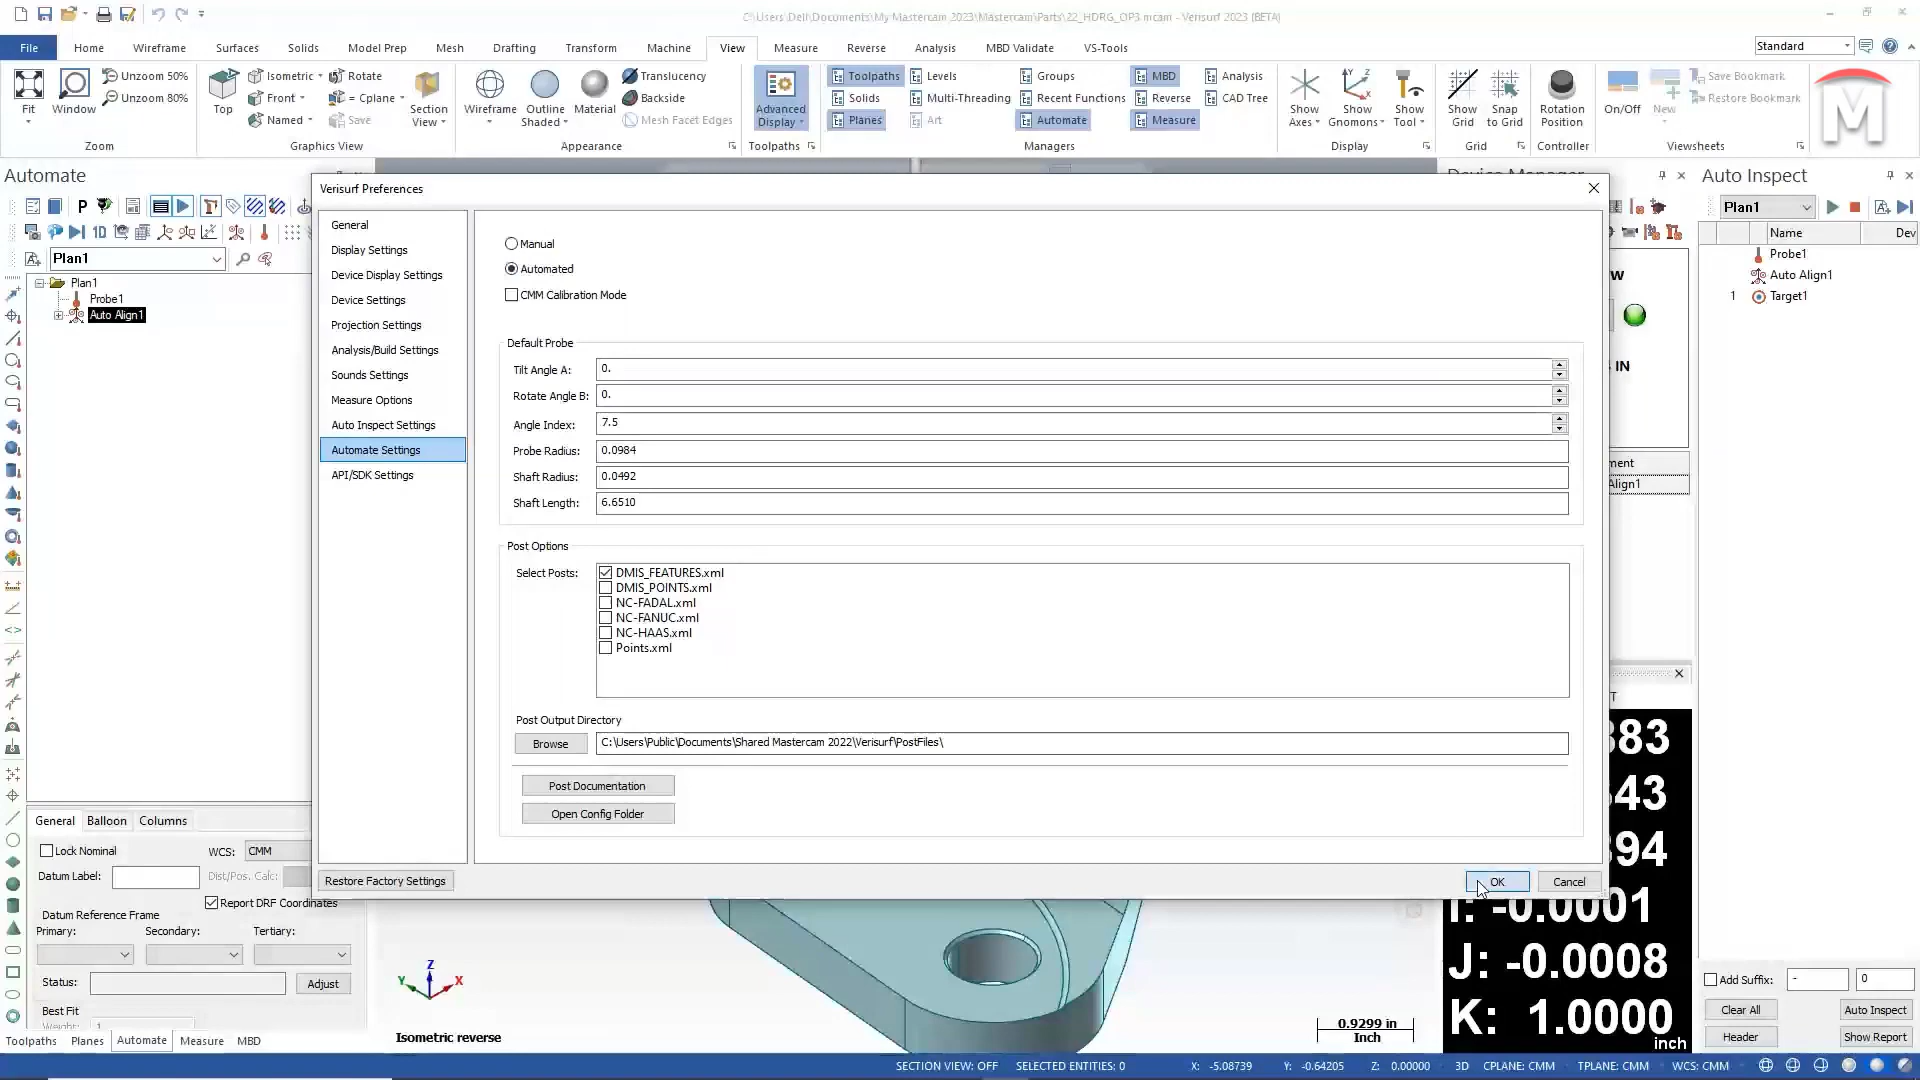 C:\Users\Dell\Documents\My Mastercam 2023\Mastercam\Parts\22_HDRG_OP3.mcam - Verisurf 2023 (BETA)
File Home Wireframe Surfaces Solids Model Prep Mesh Drafting Transform Machine View Measure Reverse Analysis MBD Validate VS-Tools Standard
Fit Window Unzoom 50% Unzoom 80% Zoom
Top Isometric Front Named Rotate = Cplane Save Section View Graphics View
Wireframe Outline Shaded Material Translucency Backside Mesh Facet Edges Appearance
Advanced Display Toolpaths
Toolpaths Levels Groups MBD Analysis
Solids Multi-Threading Recent Functions Reverse CAD Tree
Planes Art Automate Measure
Managers
Show Axes Show Gnomons Show Tool Display
Show Grid Snap to Grid Grid
Rotation Position Controller
On/Off New Save Bookmark Restore Bookmark Viewsheets
Automate
P
1D
Plan1
Plan1
Probe1
Auto Align1
General Balloon Columns
Lock Nominal WCS: CMM
Datum Label: Dist/Pos. Calc:
Report DRF Coordinates
Datum Reference Frame
Primary: Secondary: Tertiary:
Status: Adjust
Best Fit
Weight: 1
Toolpaths Planes Automate Measure MBD
Verisurf Preferences
General
Display Settings
Device Display Settings
Device Settings
Projection Settings
Analysis/Build Settings
Sounds Settings
Measure Options
Auto Inspect Settings
Automate Settings
API/SDK Settings
Manual
Automated
CMM Calibration Mode
Default Probe
Tilt Angle A: 0.
Rotate Angle B: 0.
Angle Index: 7.5
Probe Radius: 0.0984
Shaft Radius: 0.0492
Shaft Length: 6.6510
Post Options
Select Posts:
DMIS_FEATURES.xml
DMIS_POINTS.xml
NC-FADAL.xml
NC-FANUC.xml
NC-HAAS.xml
Points.xml
Post Output Directory
Browse C:\Users\Public\Documents\Shared Mastercam 2022\Verisurf\PostFiles\
Post Documentation
Open Config Folder
Restore Factory Settings OK Cancel
w
IN
ment
Align1
T
383
343
394
I: -0.0001
J: -0.0008
K: 1.0000
inch
Auto Inspect
Plan1
Name Dev
Probe1
Auto Align1
1 Target1
Add Suffix: - 0
Clear All Auto Inspect
Header Show Report
Z
Y X
Isometric reverse
0.9299 in
Inch
SECTION VIEW: OFF SELECTED ENTITIES: 0 X: -5.08739 Y: -0.64205 Z: 0.00000 3D CPLANE: CMM TPLANE: CMM WCS: CMM